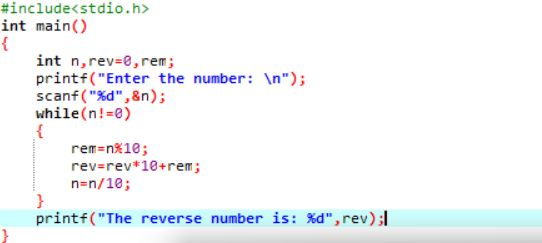 #include<stdio.h>
int main()
{
int n,rev=0,rem;
printf("Enter the number: \n");
scanf("%d",&n);
while(n!=0)
{
rem=n%10;
rev=rev*10+rem;
n=n/10;
}
printf("The reverse number is: %d",rev);
}